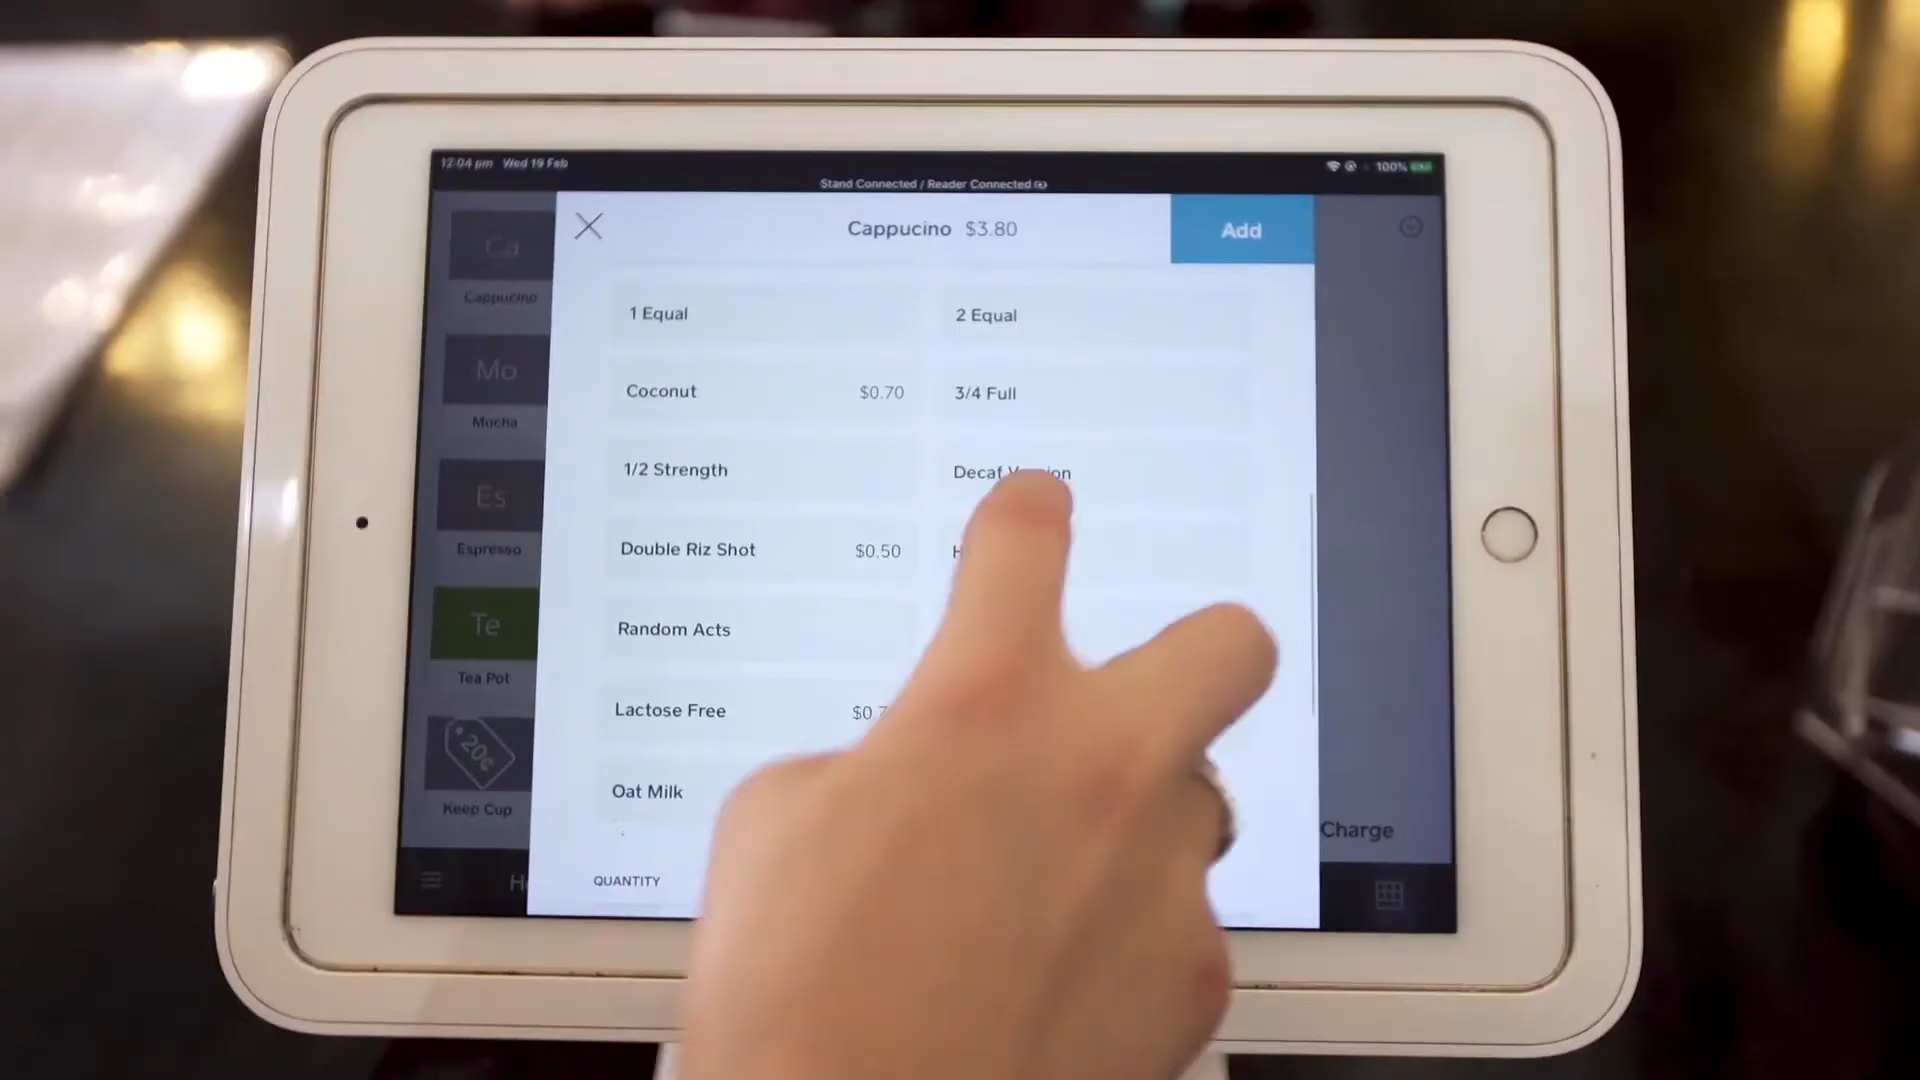 12:04 pm Wed 19 Feb
100%
Stand Connected / Reader Connected
Cappucino $3.80
Add
Ca
Cappucino
Mo
Mocha
Es
Espresso
Te
Tea Pot
20¢
Keep Cup
1 Equal
2 Equal
Coconut $0.70
3/4 Full
1/2 Strength
Decaf
Double Riz Shot $0.50
Random Acts
Lactose Free
Oat Milk
QUANTITY
Charge